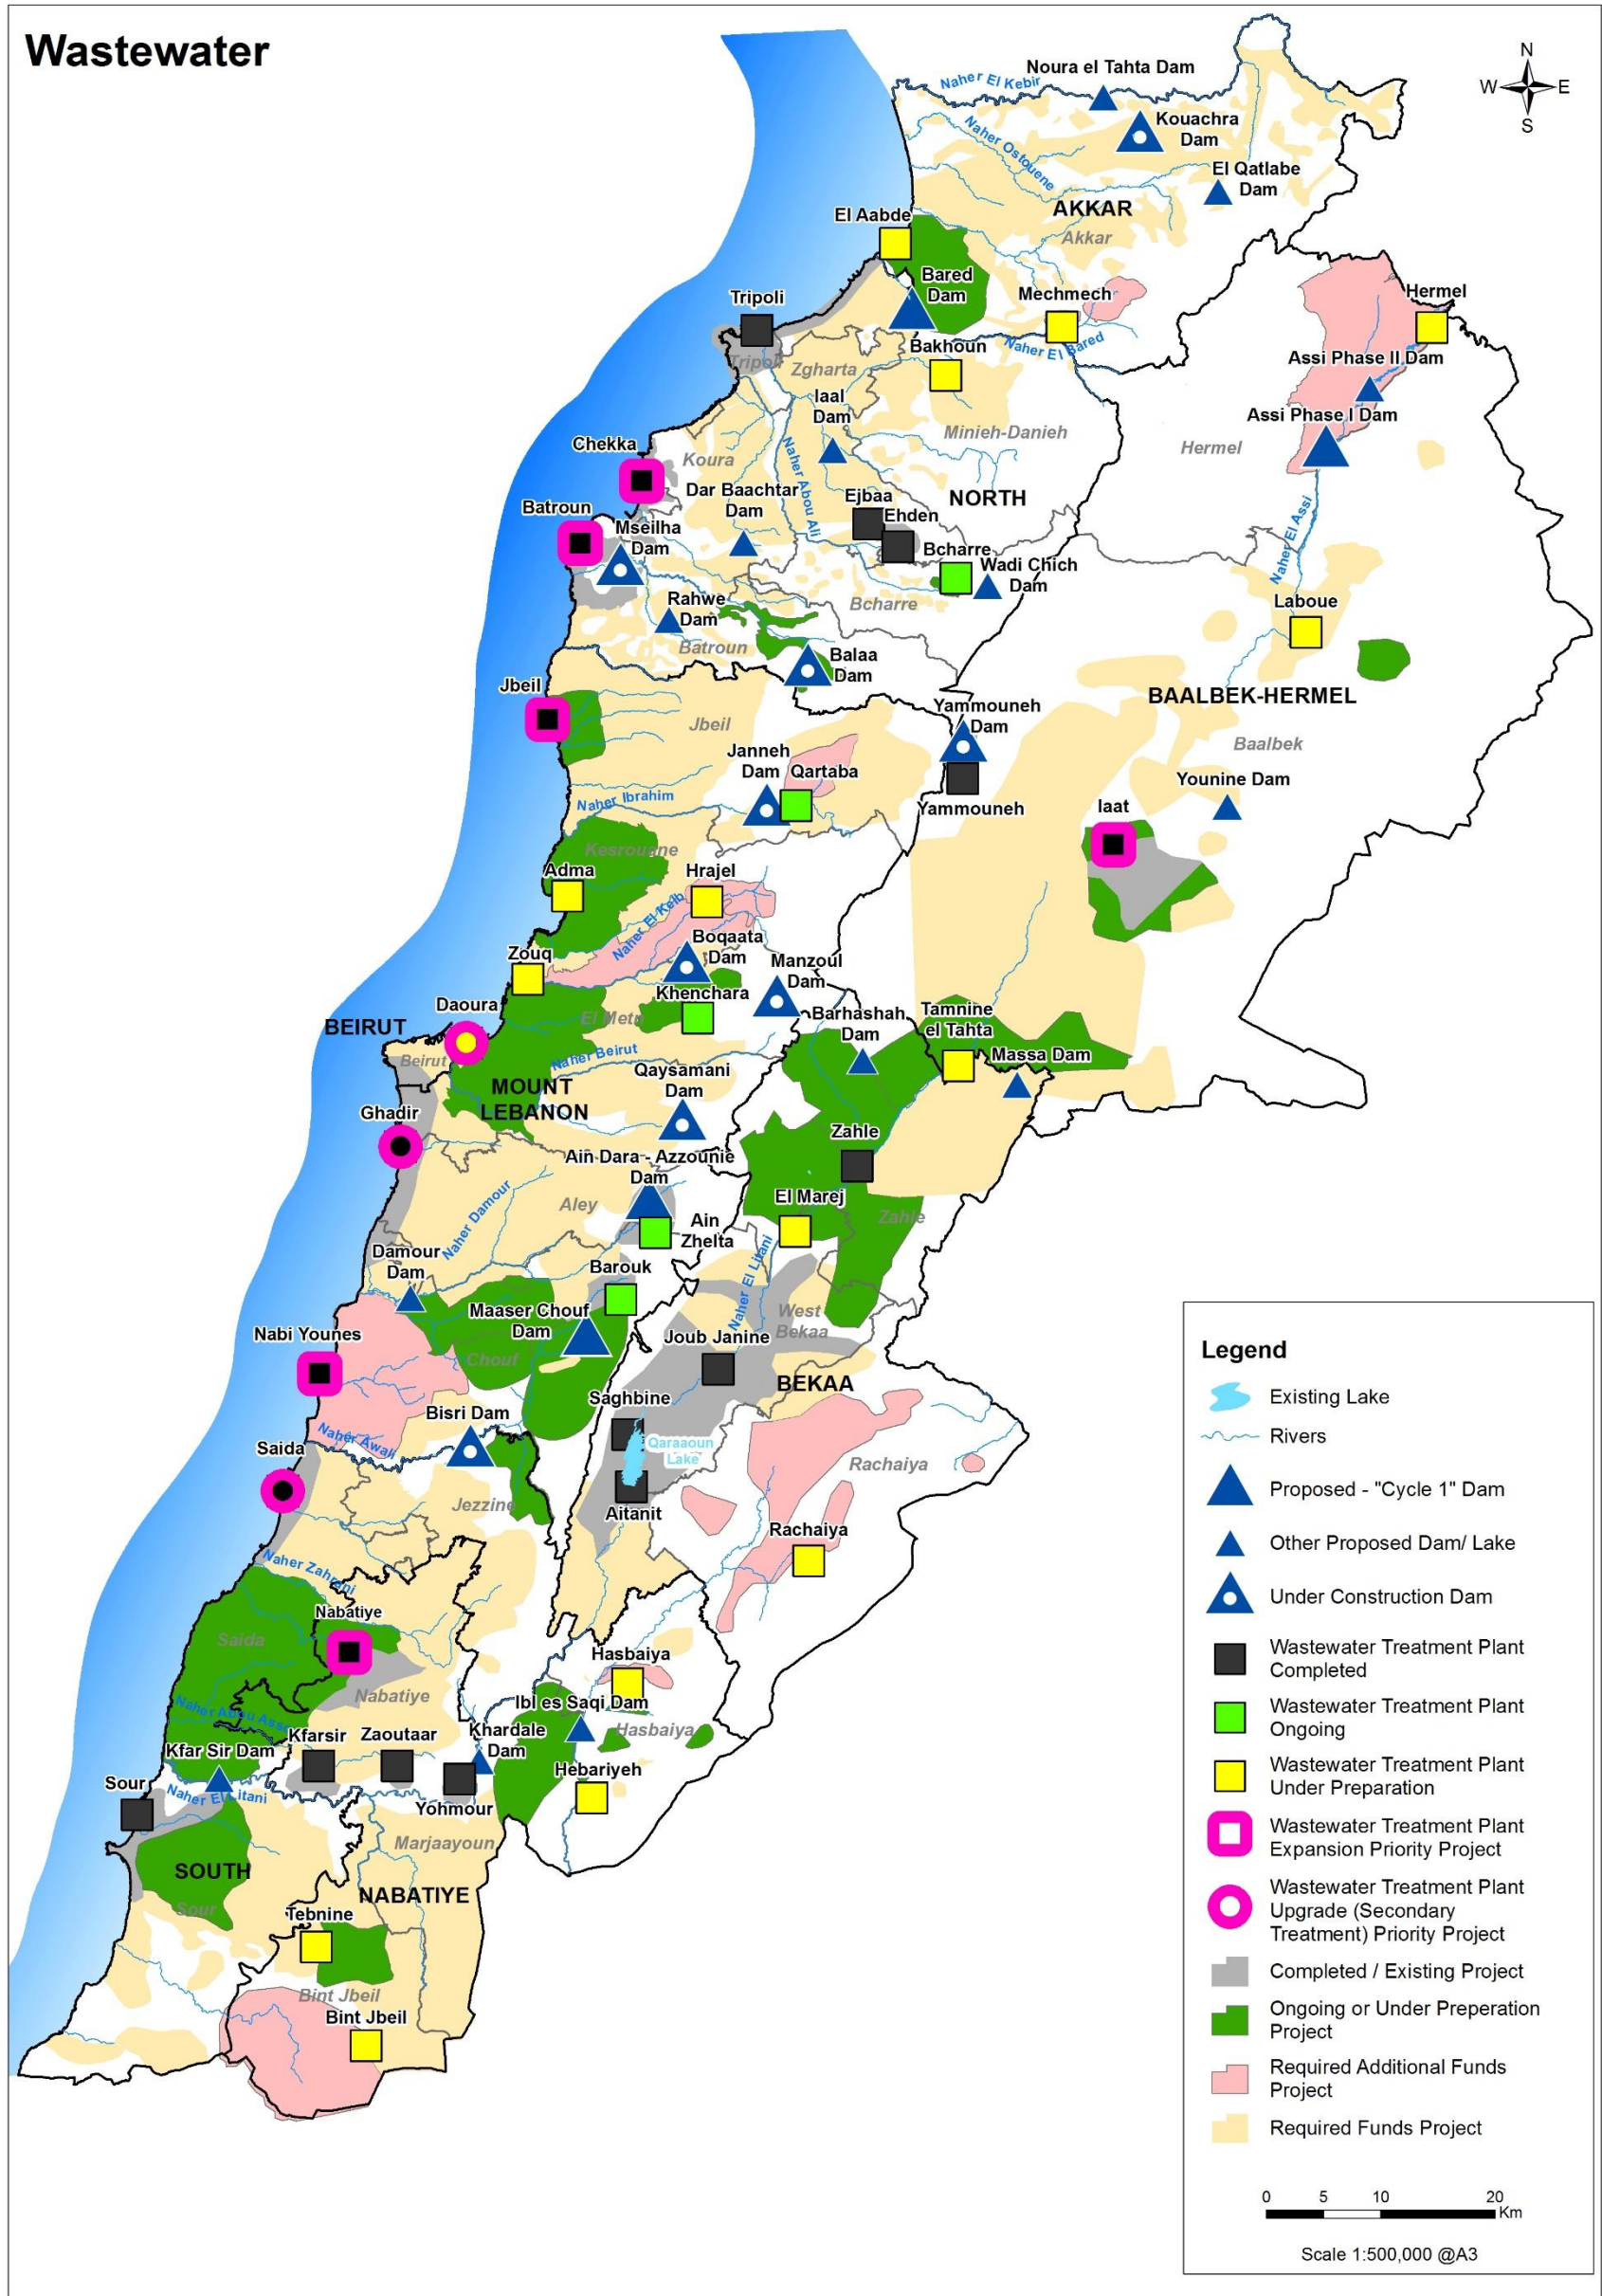 Wastewater
N
W
E
S
Noura el Tahta Dam
Naher El Kebir
Kouachra
Dam
Naher Ostouene
El Qatlabe
Dam
AKKAR
Akkar
El Aabde
Bared
Dam
Mechmech
Hermel
Tripoli
Tripoli
Zgharta
Bakhoun
Naher El Bared
Assi Phase II Dam
Iaal
Dam
Assi Phase I Dam
Minieh-Danieh
Hermel
Chekka
Koura
Naher Abou Ali
Dar Baachtar
Dam
Ejbaa
Ehden
NORTH
Batroun
Mseilha
Dam
Bcharre
Wadi Chich
Dam
Naher El Assi
Rahwe
Dam
Bcharre
Laboue
Batroun
Balaa
Dam
Jbeil
BAALBEK-HERMEL
Jbeil
Yammouneh
Dam
Baalbek
Janneh
Dam
Qartaba
Younine Dam
Naher Ibrahim
Yammouneh
Iaat
Kesrouane
Adma
Hrajel
Naher El Kelb
Boqaata
Dam
Zouq
Manzoul
Dam
Khenchara
Daoura
BEIRUT
El Metn
Barhashah
Dam
Tamnine
el Tahta
Beirut
Naher Beirut
Massa Dam
MOUNT
LEBANON
Qaysamani
Dam
Ghadir
Zahle
Ain Dara - Azzounie
Dam
El Marej
Aley
Zahle
Naher Damour
Ain
Zhelta
Damour
Dam
Barouk
Naher El Litani
Maaser Chouf
Dam
West
Bekaa
Nabi Younes
Joub Janine
Chouf
BEKAA
Saghbine
Bisri Dam
Naher Awali
Saida
Qaraaoun
Lake
Rachaiya
Jezzine
Aitanit
Rachaiya
Naher Zahrani
Nabatiye
Saida
Hasbaiya
Nabatiye
Ibl es Saqi Dam
Naher Abou Assr
Kfarsir
Zaoutaar
Khardale
Dam
Hasbaiya
Kfar Sir Dam
Hebariyeh
Sour
Naher El Litani
Yohmour
Marjaayoun
SOUTH
NABATIYE
Sour
Tebnine
Bint Jbeil
Bint Jbeil
Legend
Existing Lake
Rivers
Proposed - "Cycle 1" Dam
Other Proposed Dam/ Lake
Under Construction Dam
Wastewater Treatment Plant
Completed
Wastewater Treatment Plant
Ongoing
Wastewater Treatment Plant
Under Preparation
Wastewater Treatment Plant
Expansion Priority Project
Wastewater Treatment Plant
Upgrade (Secondary
Treatment) Priority Project
Completed / Existing Project
Ongoing or Under Preperation
Project
Required Additional Funds
Project
Required Funds Project
0 5 10 20
Km
Scale 1:500,000 @A3